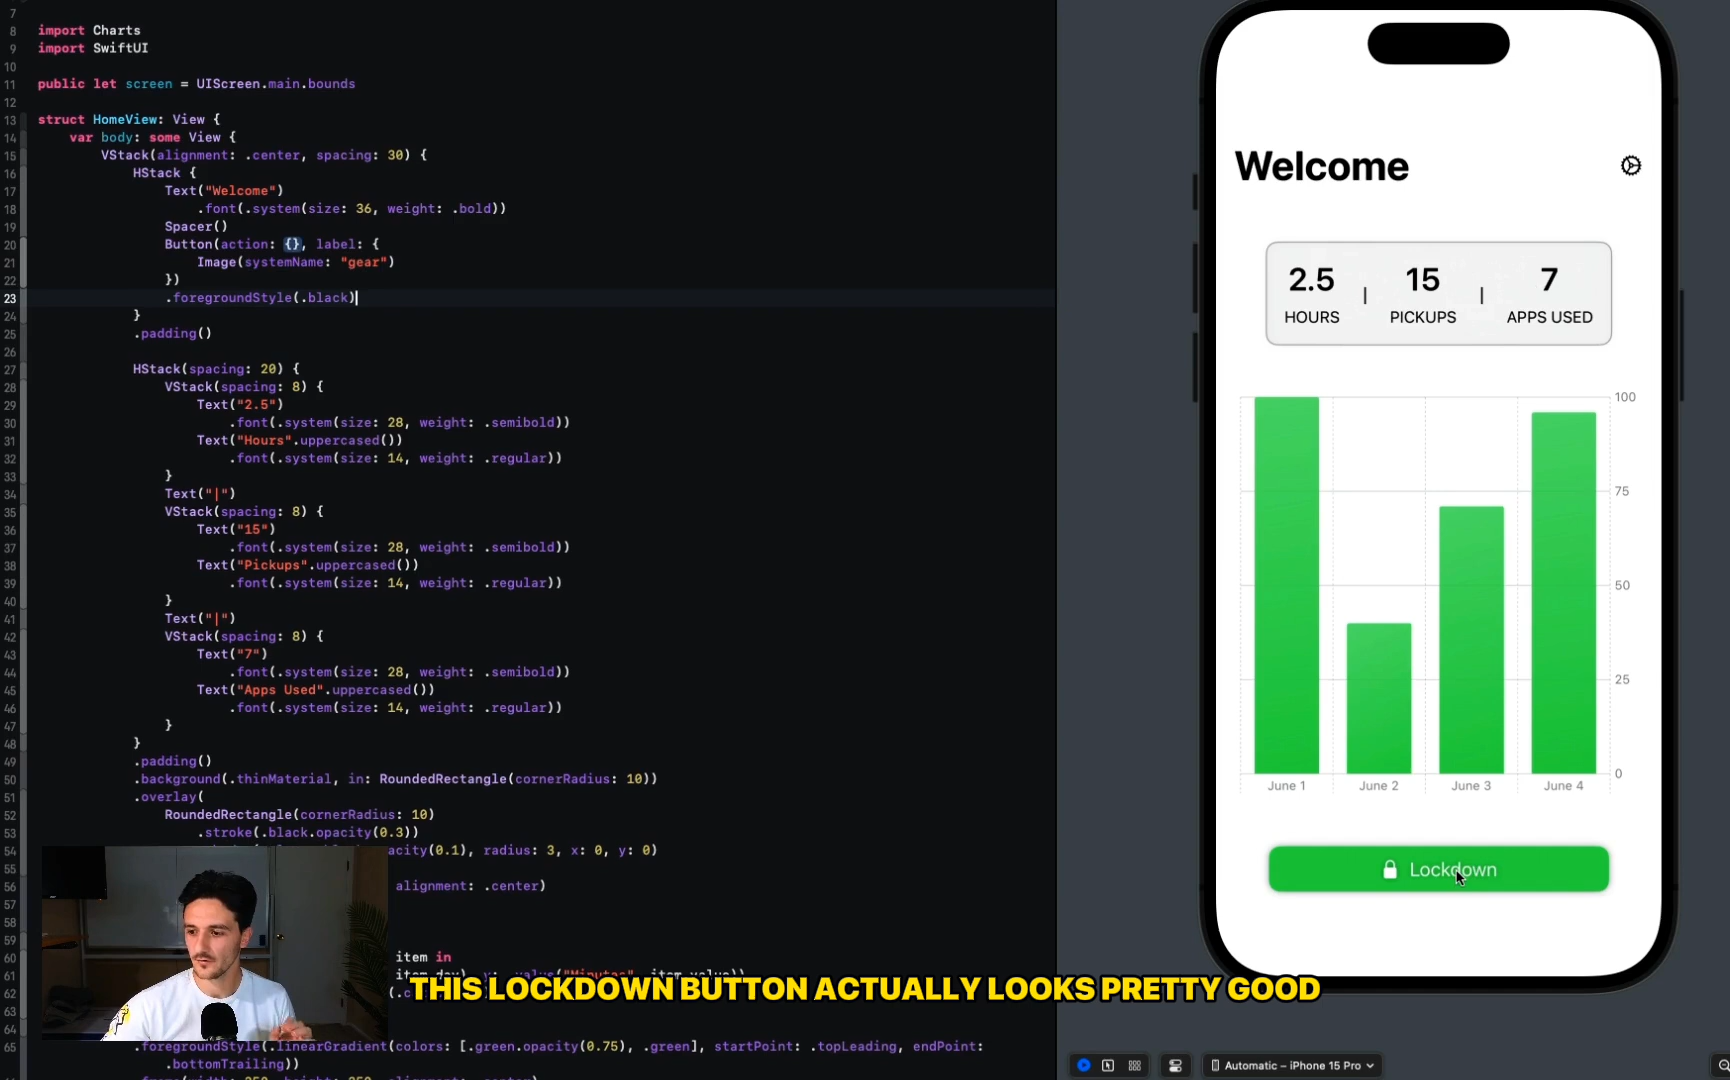 7
8 import Charts
9 import SwiftUI
10
11 public let screen = UIScreen.main.bounds
12
13 struct HomeView: View {
14 var body: some View {
15 VStack(alignment: .center, spacing: 30) {
16 HStack {
17 Text("Welcome")
18 .font(.system(size: 36, weight: .bold))
19 Spacer()
20 Button(action: {}, label: {
21 Image(systemName: "gear")
22 })
23 .foregroundStyle(.black)
24 }
25 .padding()
26
27 HStack(spacing: 20) {
28 VStack(spacing: 8) {
29 Text("2.5")
30 .font(.system(size: 28, weight: .semibold))
31 Text("Hours".uppercased())
32 .font(.system(size: 14, weight: .regular))
33 }
34 Text("|")
35 VStack(spacing: 8) {
36 Text("15")
37 .font(.system(size: 28, weight: .semibold))
38 Text("Pickups".uppercased())
39 .font(.system(size: 14, weight: .regular))
40 }
41 Text("|")
42 VStack(spacing: 8) {
43 Text("7")
44 .font(.system(size: 28, weight: .semibold))
45 Text("Apps Used".uppercased())
46 .font(.system(size: 14, weight: .regular))
47 }
48 }
49 .padding()
50 .background(.thinMaterial, in: RoundedRectangle(cornerRadius: 10))
51 .overlay(
52 RoundedRectangle(cornerRadius: 10)
53 .stroke(.black.opacity(0.3))
54 acity(0.1), radius: 3, x: 0, y: 0)
55
56 alignment: .center)
57
58
59
60 item in
61
62
63
64
65 .foregroundStyle(.linearGradient(colors: [.green.opacity(0.75), .green], startPoint: .topLeading, endPoint:
.bottomTrailing))
THIS LOCKDOWN BUTTON ACTUALLY LOOKS PRETTY GOOD
Welcome
2.5 | 15 | 7
HOURS PICKUPS APPS USED
100
75
50
25
0
June 1 June 2 June 3 June 4
Lockdown
Automatic – iPhone 15 Pro